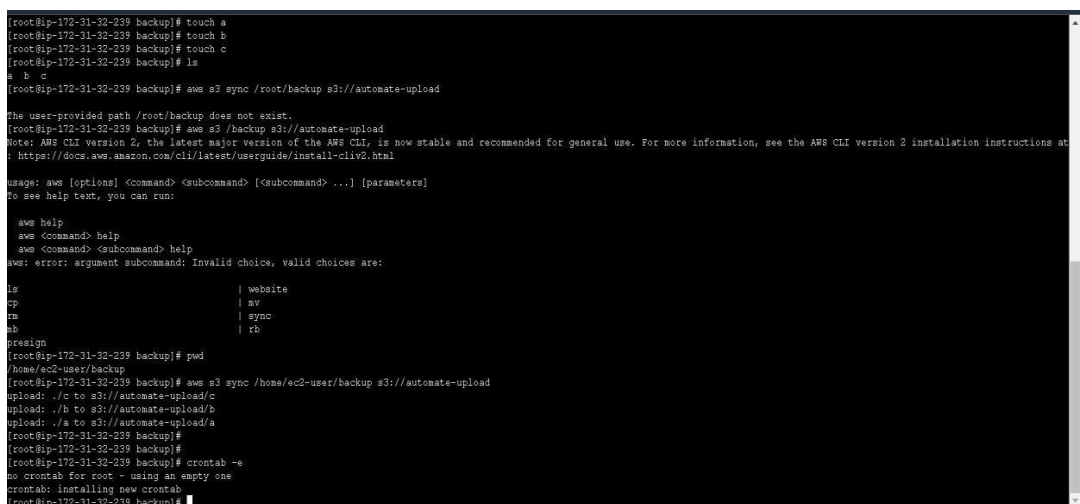 [root@ip-172-31-32-239 backup]# touch a
[root@ip-172-31-32-239 backup]# touch b
[root@ip-172-31-32-239 backup]# touch c
[root@ip-172-31-32-239 backup]# ls
a  b  c
[root@ip-172-31-32-239 backup]# aws s3 sync /root/backup s3://automate-upload
The user-provided path /root/backup does not exist.
[root@ip-172-31-32-239 backup]# aws s3 /backup s3://automate-upload
Note: AWS CLI version 2, the latest major version of the AWS CLI, is now stable and recommended for general use. For more information, see the AWS CLI version 2 installation instructions at
: https://docs.aws.amazon.com/cli/latest/userguide/install-cliv2.html
usage: aws [options] <command> <subcommand> [<subcommand> ...] [parameters]
To see help text, you can run:
aws help
aws <command> help
aws <command> <subcommand> help
aws: error: argument subcommand: Invalid choice, valid choices are:
ls | website
cp | mv
rm | sync
mb | rb
presign
[root@ip-172-31-32-239 backup]# pwd
/home/ec2-user/backup
[root@ip-172-31-32-239 backup]# aws s3 sync /home/ec2-user/backup s3://automate-upload
upload: ./c to s3://automate-upload/c
upload: ./b to s3://automate-upload/b
upload: ./a to s3://automate-upload/a
[root@ip-172-31-32-239 backup]#
[root@ip-172-31-32-239 backup]#
[root@ip-172-31-32-239 backup]# crontab -e
no crontab for root - using an empty one
crontab: installing new crontab
[root@ip-172-31-32-239 backup]#